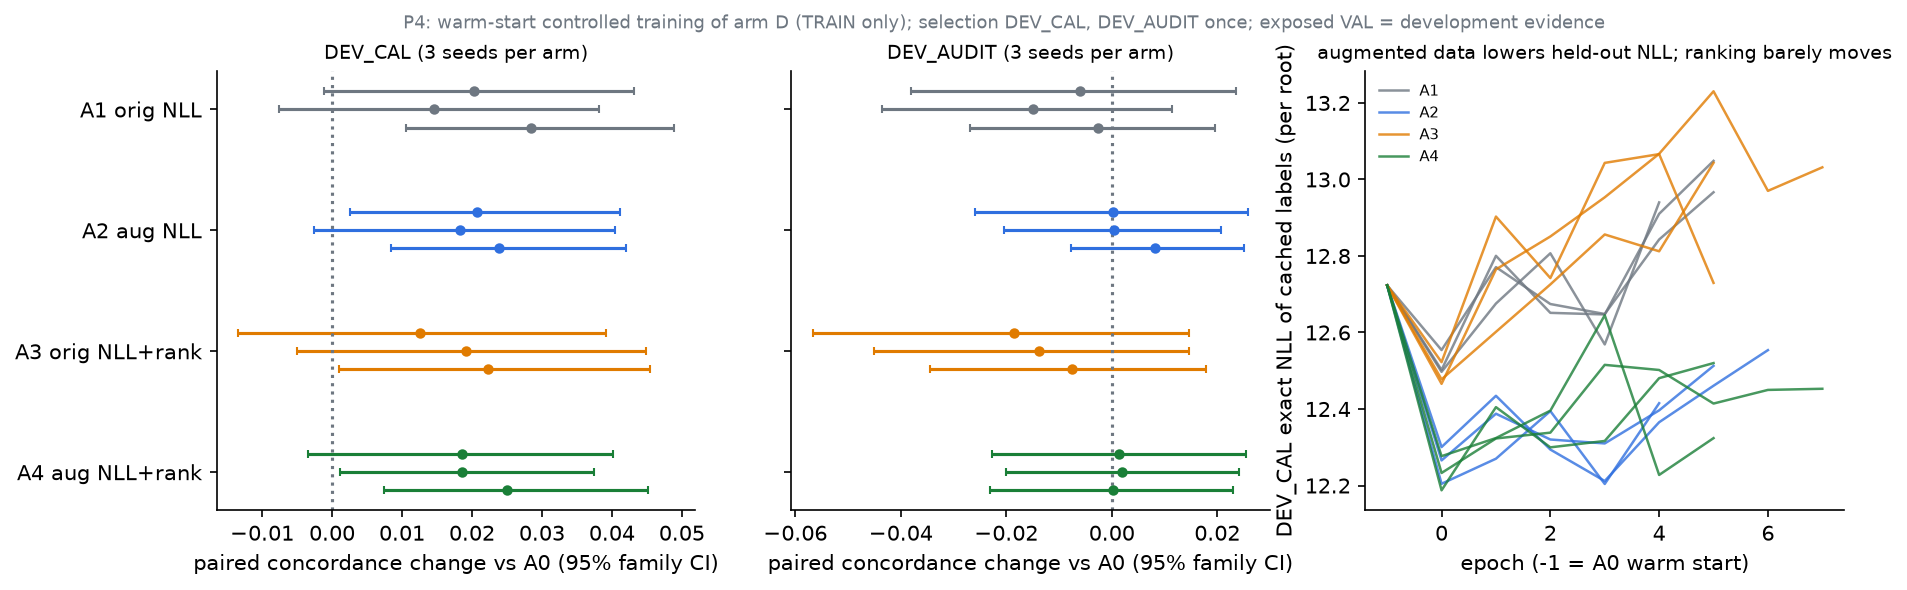 P4: warm-start controlled training of arm D (TRAIN only); selection DEV_CAL, DEV_AUDIT once; exposed VAL = development evidence
DEV_CAL (3 seeds per arm)
A1 orig NLL
A2 aug NLL
A3 orig NLL+rank
A4 aug NLL+rank
−0.01 0.00 0.01 0.02 0.03 0.04 0.05
paired concordance change vs A0 (95% family CI)
DEV_AUDIT (3 seeds per arm)
−0.06 −0.04 −0.02 0.00 0.02
paired concordance change vs A0 (95% family CI)
augmented data lowers held-out NLL; ranking barely moves
DEV_CAL exact NLL of cached labels (per root)
A1
A2
A3
A4
13.2
13.0
12.8
12.6
12.4
12.2
0 2 4 6
epoch (-1 = A0 warm start)